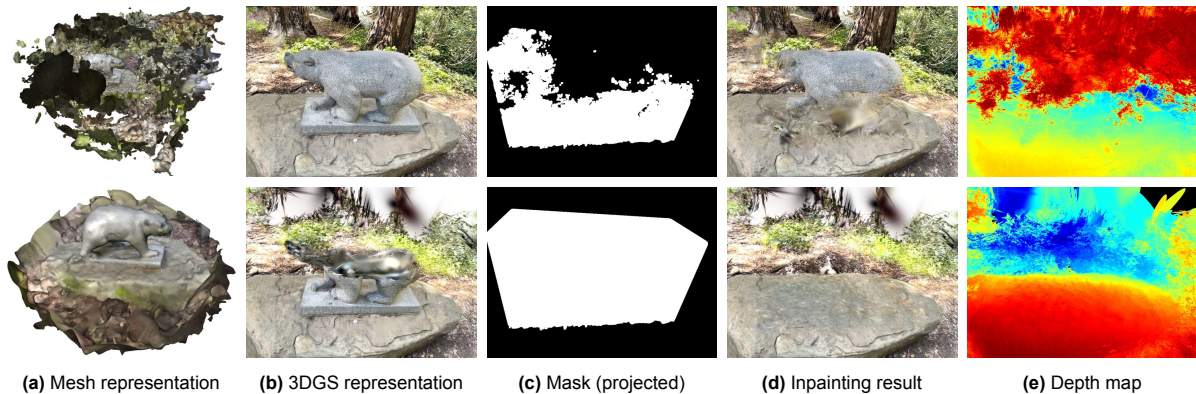 (a) Mesh representation
(b) 3DGS representation
(c) Mask (projected)
(d) Inpainting result
(e) Depth map